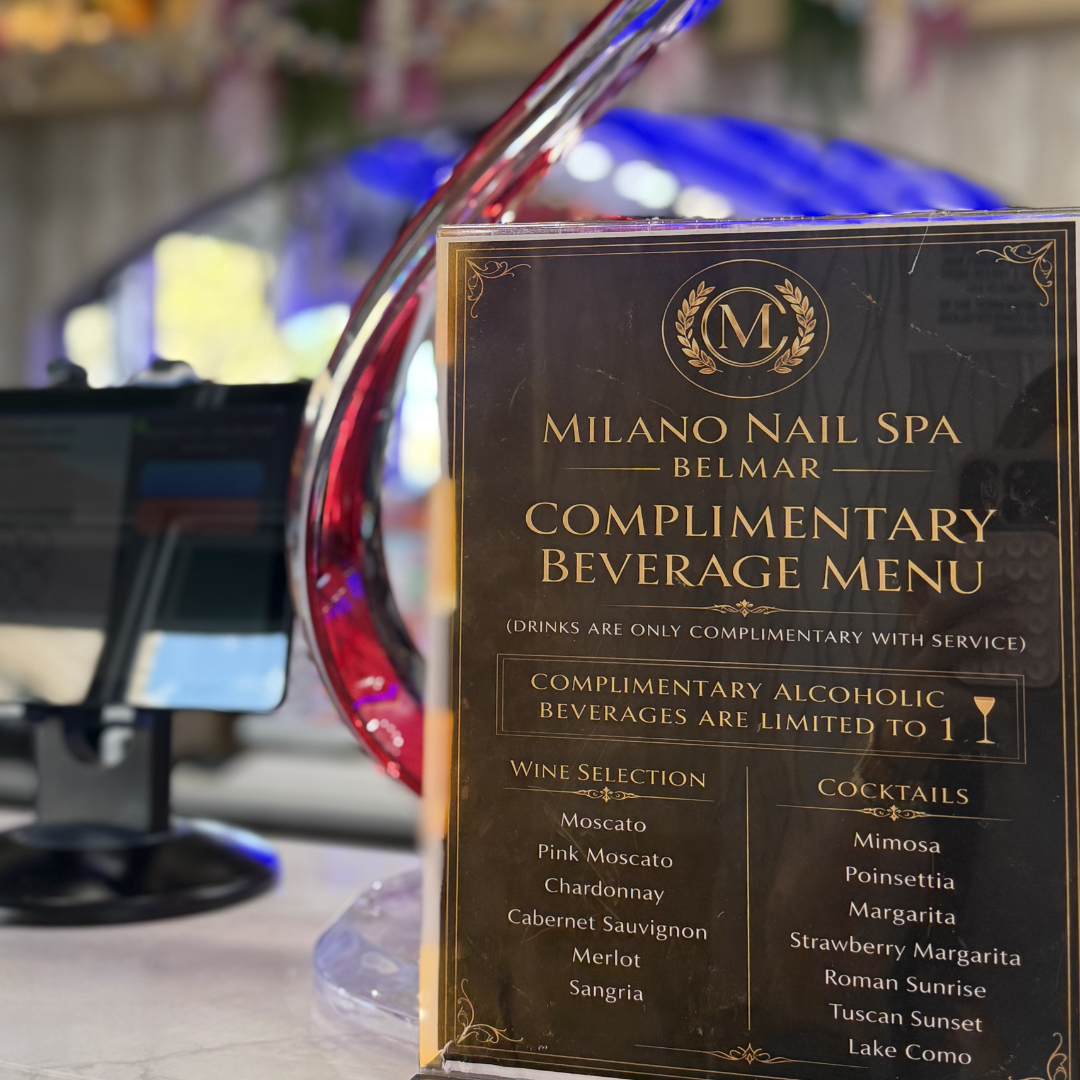 MC
MILANO NAIL SPA
BELMAR
COMPLIMENTARY
BEVERAGE MENU
(DRINKS ARE ONLY COMPLIMENTARY WITH SERVICE)
COMPLIMENTARY ALCOHOLIC
BEVERAGES ARE LIMITED TO 1
WINE SELECTION
Moscato
Pink Moscato
Chardonnay
Cabernet Sauvignon
Merlot
Sangria
COCKTAILS
Mimosa
Poinsettia
Margarita
Strawberry Margarita
Roman Sunrise
Tuscan Sunset
Lake Como